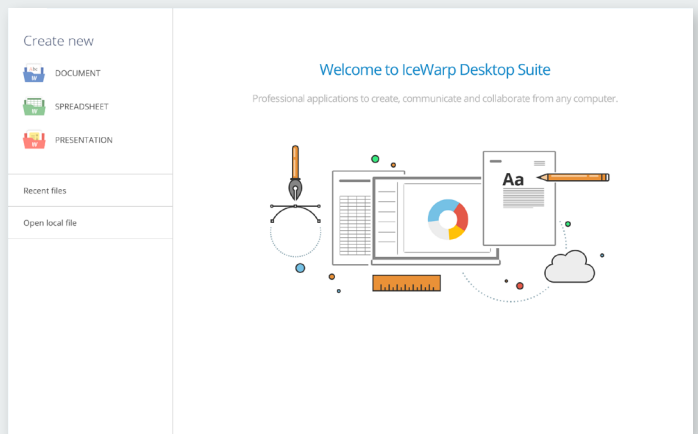 Create new
DOCUMENT
SPREADSHEET
PRESENTATION
Recent files
Open local file
Welcome to IceWarp Desktop Suite
Professional applications to create, communicate and collaborate from any computer.
Aa